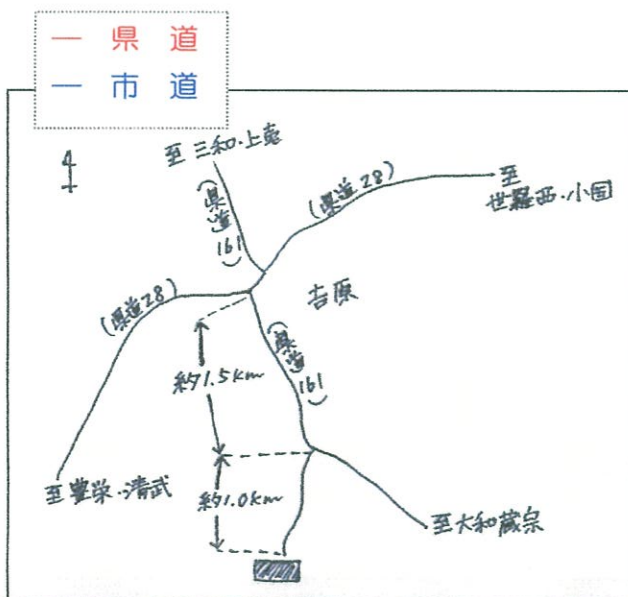 一 県 道
一 市 道
至 三和・上壱
(県道161)
(県道28)
至
世羅西・小国
(県道28)
吉原
(県道161)
約1.5km
至豊栄・清武
約1.0km
至大和蔵宗